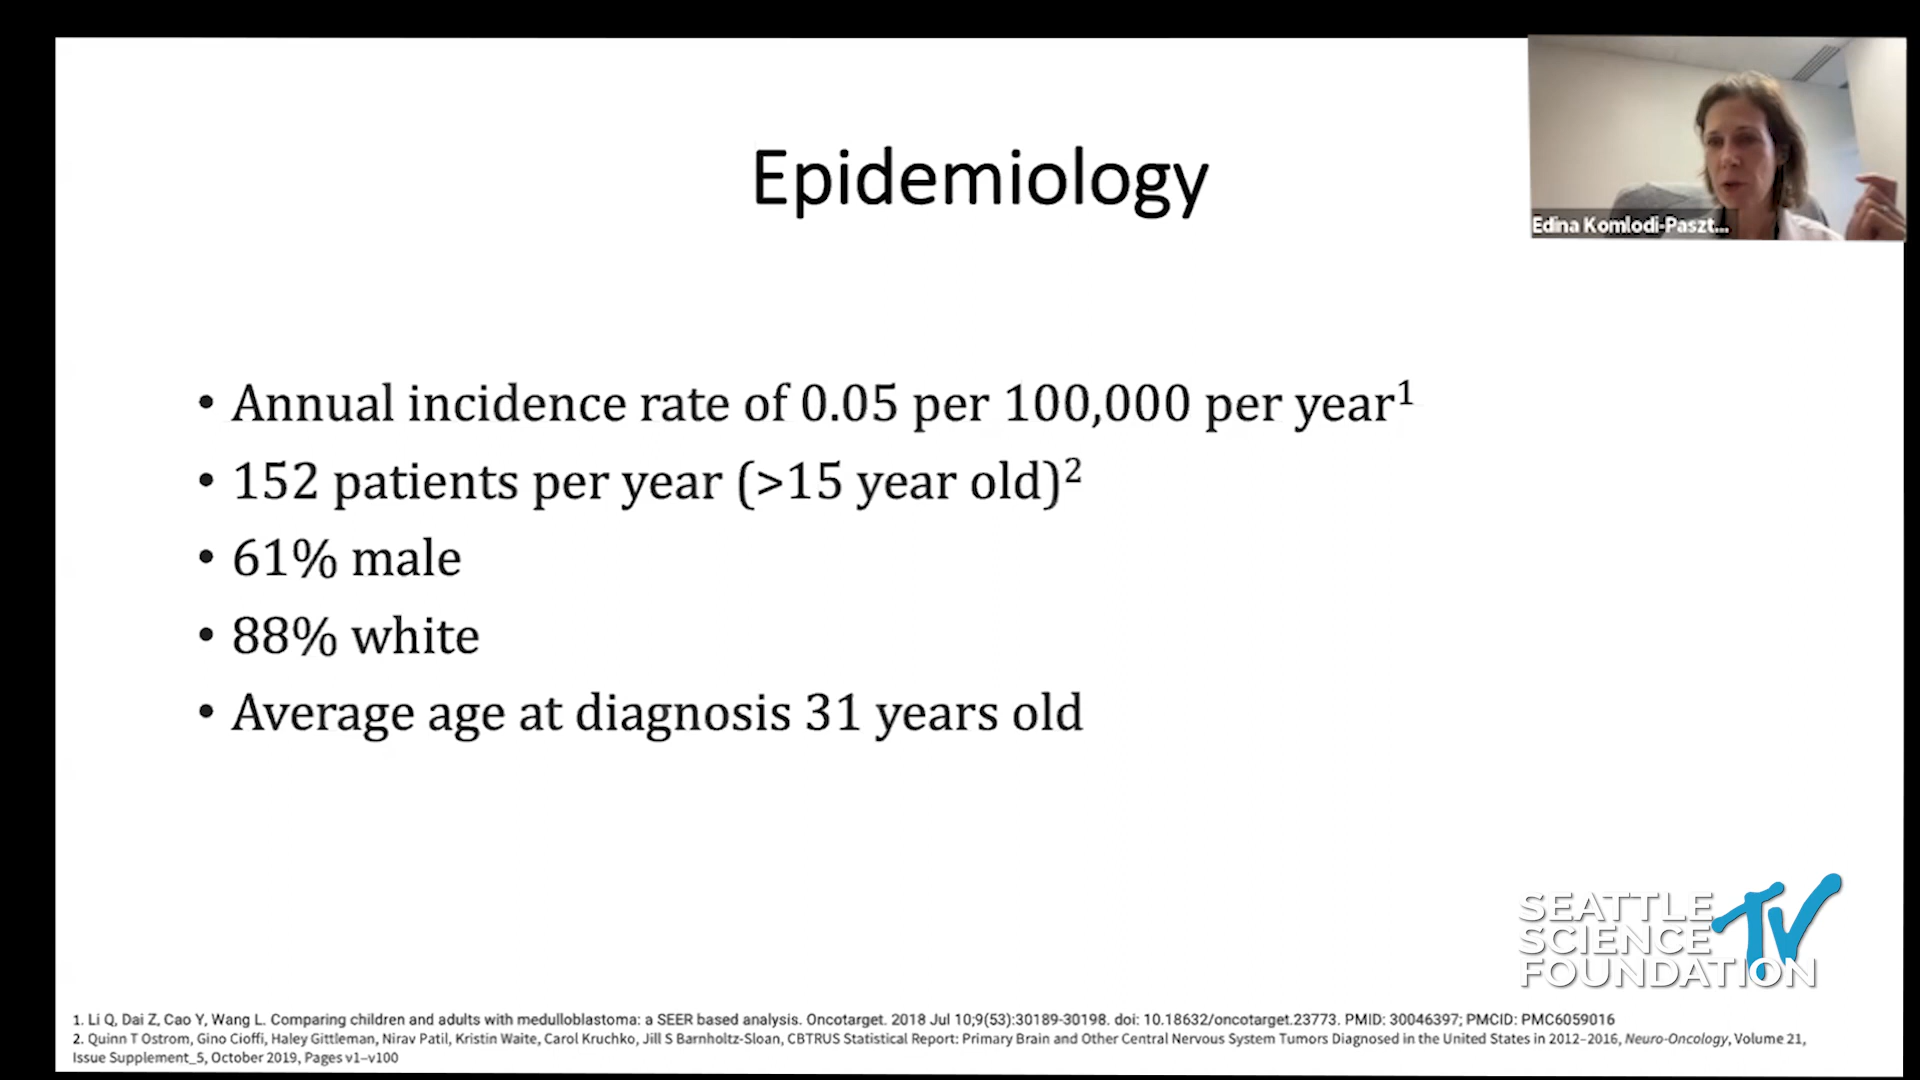 Epidemiology
Edina Komlodi-Paszt...
• Annual incidence rate of 0.05 per 100,000 per year¹
• 152 patients per year (>15 year old)²
• 61% male
• 88% white
• Average age at diagnosis 31 years old
SEATTLE
SCIENCE
FOUNDATION
TV
1. Li Q, Dai Z, Cao Y, Wang L. Comparing children and adults with medulloblastoma: a SEER based analysis. Oncotarget. 2018 Jul 10;9(53):30189-30198. doi: 10.18632/oncotarget.23773. PMID: 30046397; PMCID: PMC6059016
2. Quinn T Ostrom, Gino Cioffi, Haley Gittleman, Nirav Patil, Kristin Waite, Carol Kruchko, Jill S Barnholtz-Sloan, CBTRUS Statistical Report: Primary Brain and Other Central Nervous System Tumors Diagnosed in the United States in 2012–2016, Neuro-Oncology, Volume 21,
Issue Supplement_5, October 2019, Pages v1–v100